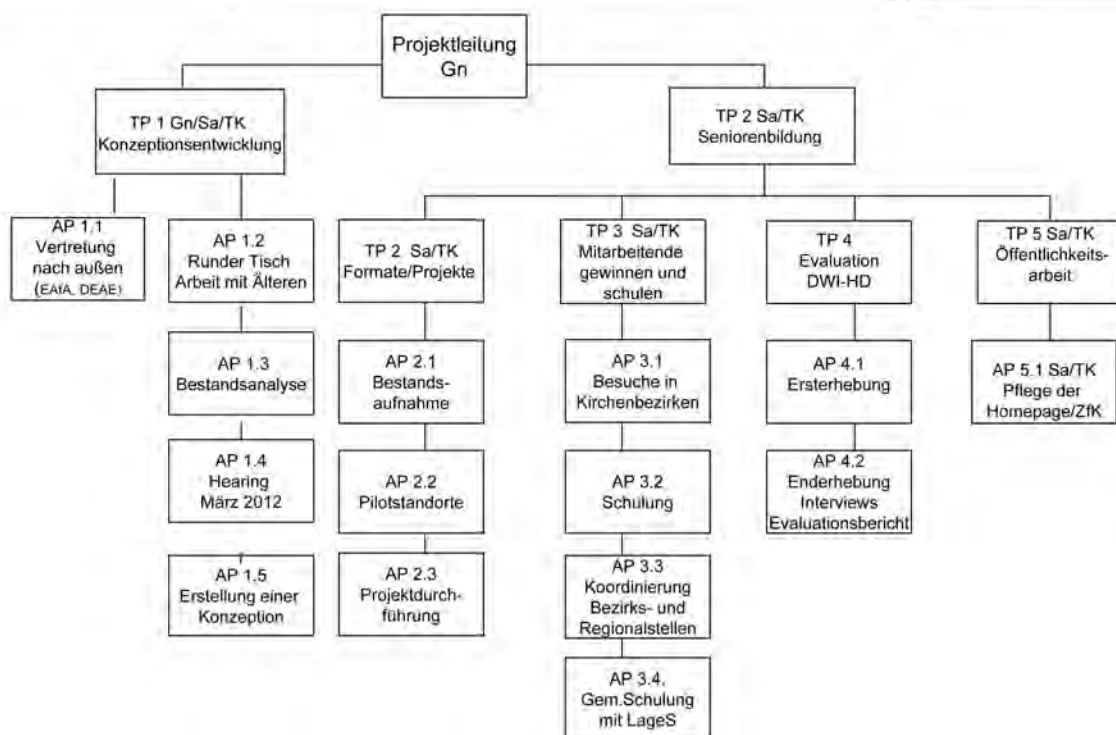 Projektleitung
Gn
TP 1 Gn/Sa/TK
Konzeptionsentwicklung
TP 2 Sa/TK
Seniorenbildung
AP 1.1
Vertretung
nach außen
(EAfA, DEAE)
AP 1.2
Runder Tisch
Arbeit mit Älteren
AP 1.3
Bestandsanalyse
AP 1.4
Hearing
März 2012
AP 1.5
Erstellung einer
Konzeption
TP 2 Sa/TK
Formate/Projekte
AP 2.1
Bestands-
aufnahme
AP 2.2
Pilotstandorte
AP 2.3
Projektdurch-
führung
TP 3 Sa/TK
Mitarbeitende
gewinnen und
schulen
AP 3.1
Besuche in
Kirchenbezirken
AP 3.2
Schulung
AP 3.3
Koordinierung
Bezirks- und
Regionalstellen
AP 3.4.
Gem.Schulung
mit LageS
TP 4
Evaluation
DWI-HD
AP 4.1
Ersterhebung
AP 4.2
Enderhebung
Interviews
Evaluationsbericht
TP 5 Sa/TK
Öffentlichkeits-
arbeit
AP 5.1 Sa/TK
Pflege der
Homepage/ZfK